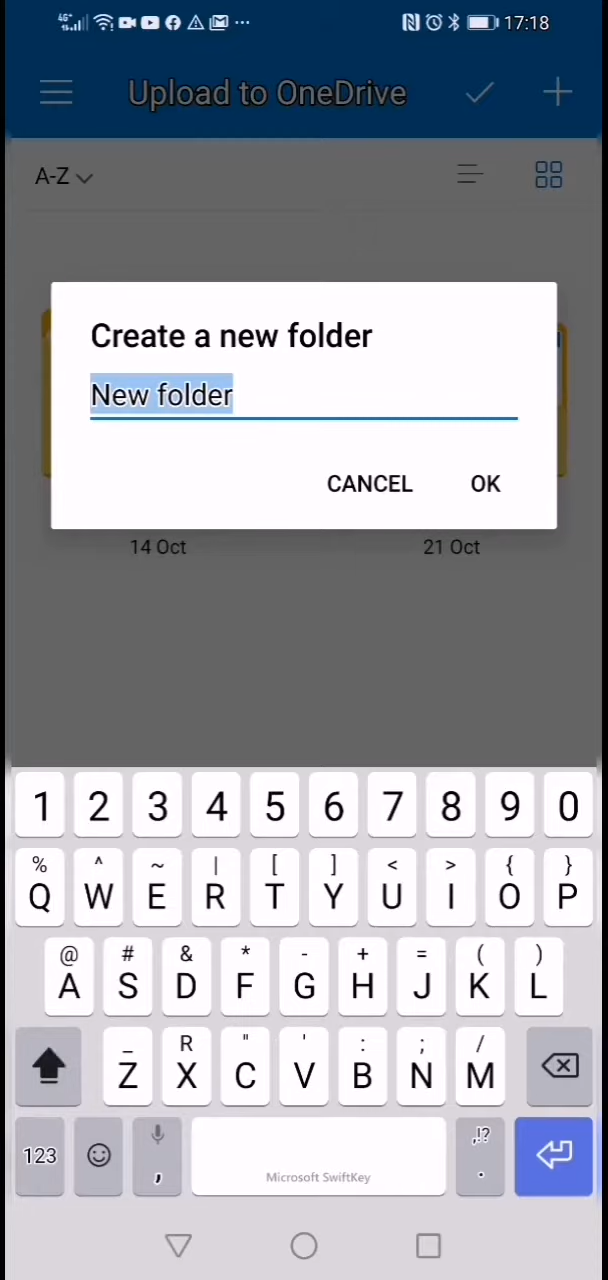 4G+ 17:18
Upload to OneDrive
A-Z
Create a new folder
New folder
CANCEL OK
14 Oct 21 Oct
1 2 3 4 5 6 7 8 9 0
% ^ ~ | [ ] < > { }
Q W E R T Y U I O P
@ # & * - + = ( )
A S D F G H J K L
_ R " ' : ; /
Z X C V B N M
123 , Microsoft SwiftKey ,!? .